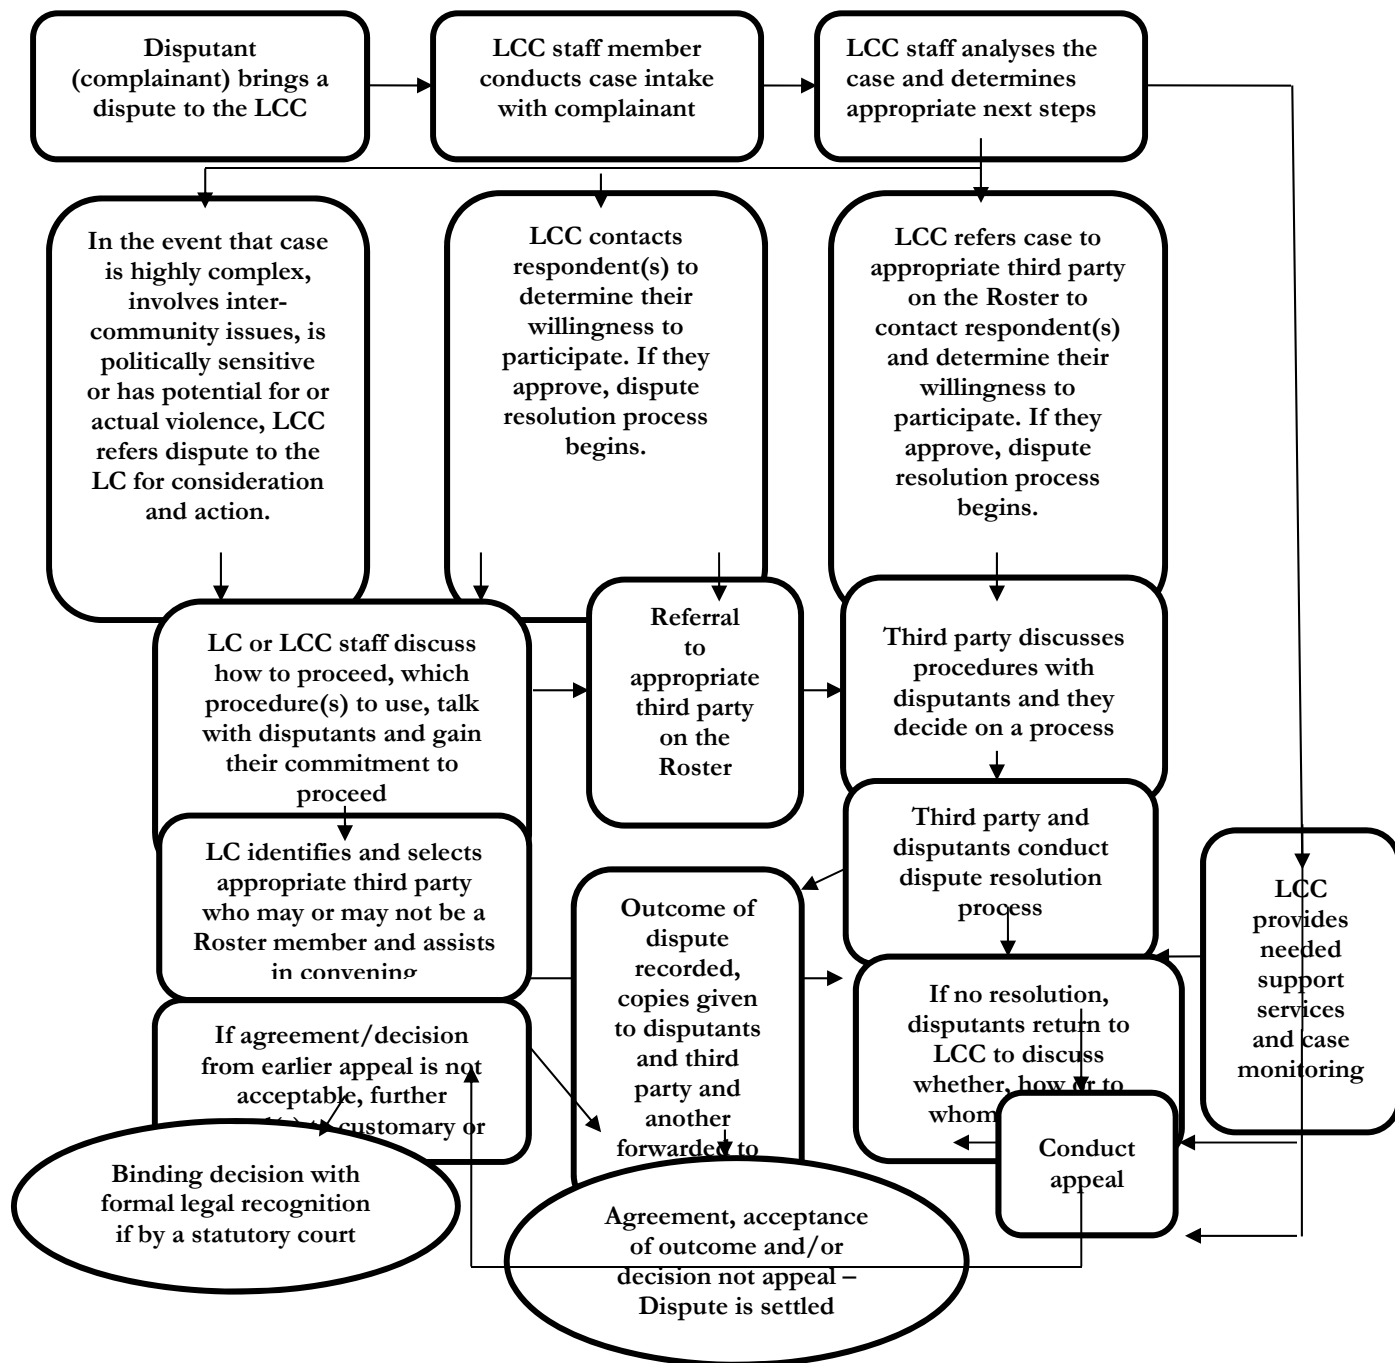 Disputant
(complainant) brings a
dispute to the LCC
LCC staff member
conducts case intake
with complainant
LCC staff analyses the
case and determines
appropriate next steps
In the event that case
is highly complex,
involves inter-
community issues, is
politically sensitive
or has potential for or
actual violence, LCC
refers dispute to the
LC for consideration
and action.
LCC contacts
respondent(s) to
determine their
willingness to
participate. If they
approve, dispute
resolution process
begins.
LCC refers case to
appropriate third party
on the Roster to
contact respondent(s)
and determine their
willingness to
participate. If they
approve, dispute
resolution process
begins.
LC or LCC staff discuss
how to proceed, which
procedure(s) to use, talk
with disputants and gain
their commitment to
proceed
Referral
to
appropriate
third party
on the
Roster
Third party discusses
procedures with
disputants and they
decide on a process
LC identifies and selects
appropriate third party
who may or may not be a
Roster member and assists
in convening
Third party and
disputants conduct
dispute resolution
process
Outcome of
dispute
recorded,
copies given
to disputants
and third
party and
another
forwarded to
LCC
provides
needed
support
services
and case
monitoring
If no resolution,
disputants return to
LCC to discuss
whether, how or to
whom
If agreement/decision
from earlier appeal is not
acceptable, further
customary or
Conduct
appeal
Binding decision with
formal legal recognition
if by a statutory court
Agreement, acceptance
of outcome and/or
decision not appeal –
Dispute is settled